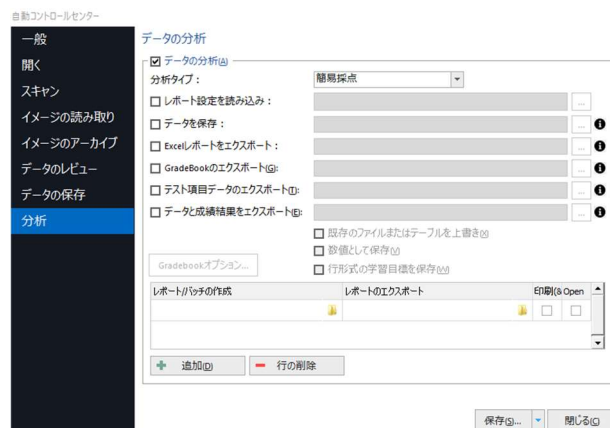 自動コントロールセンター
一般
開く
スキャン
イメージの読み取り
イメージのアーカイブ
データのレビュー
データの保存
分析
データの分析
データの分析(A)
分析タイプ： 簡易採点
レポート設定を読み込み： ...
データを保存： ...
Excelレポートをエクスポート： ...
GradeBookのエクスポート(G): ...
テスト項目データのエクスポート(T): ...
データと成績結果をエクスポート(E): ...
既存のファイルまたはテーブルを上書き(X)
数値として保存(V)
Gradebookオプション... 行形式の学習目標を保存(W)
レポート/バッチの作成 レポートのエクスポート 印刷(& Open
追加(D) 行の削除
保存(S)... 閉じる(C)